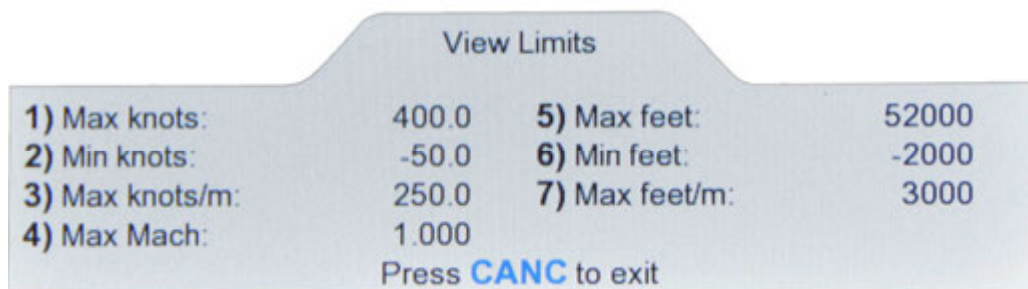 View Limits
1) Max knots: 400.0 5) Max feet: 52000
2) Min knots: -50.0 6) Min feet: -2000
3) Max knots/m: 250.0 7) Max feet/m: 3000
4) Max Mach: 1.000
Press CANC to exit